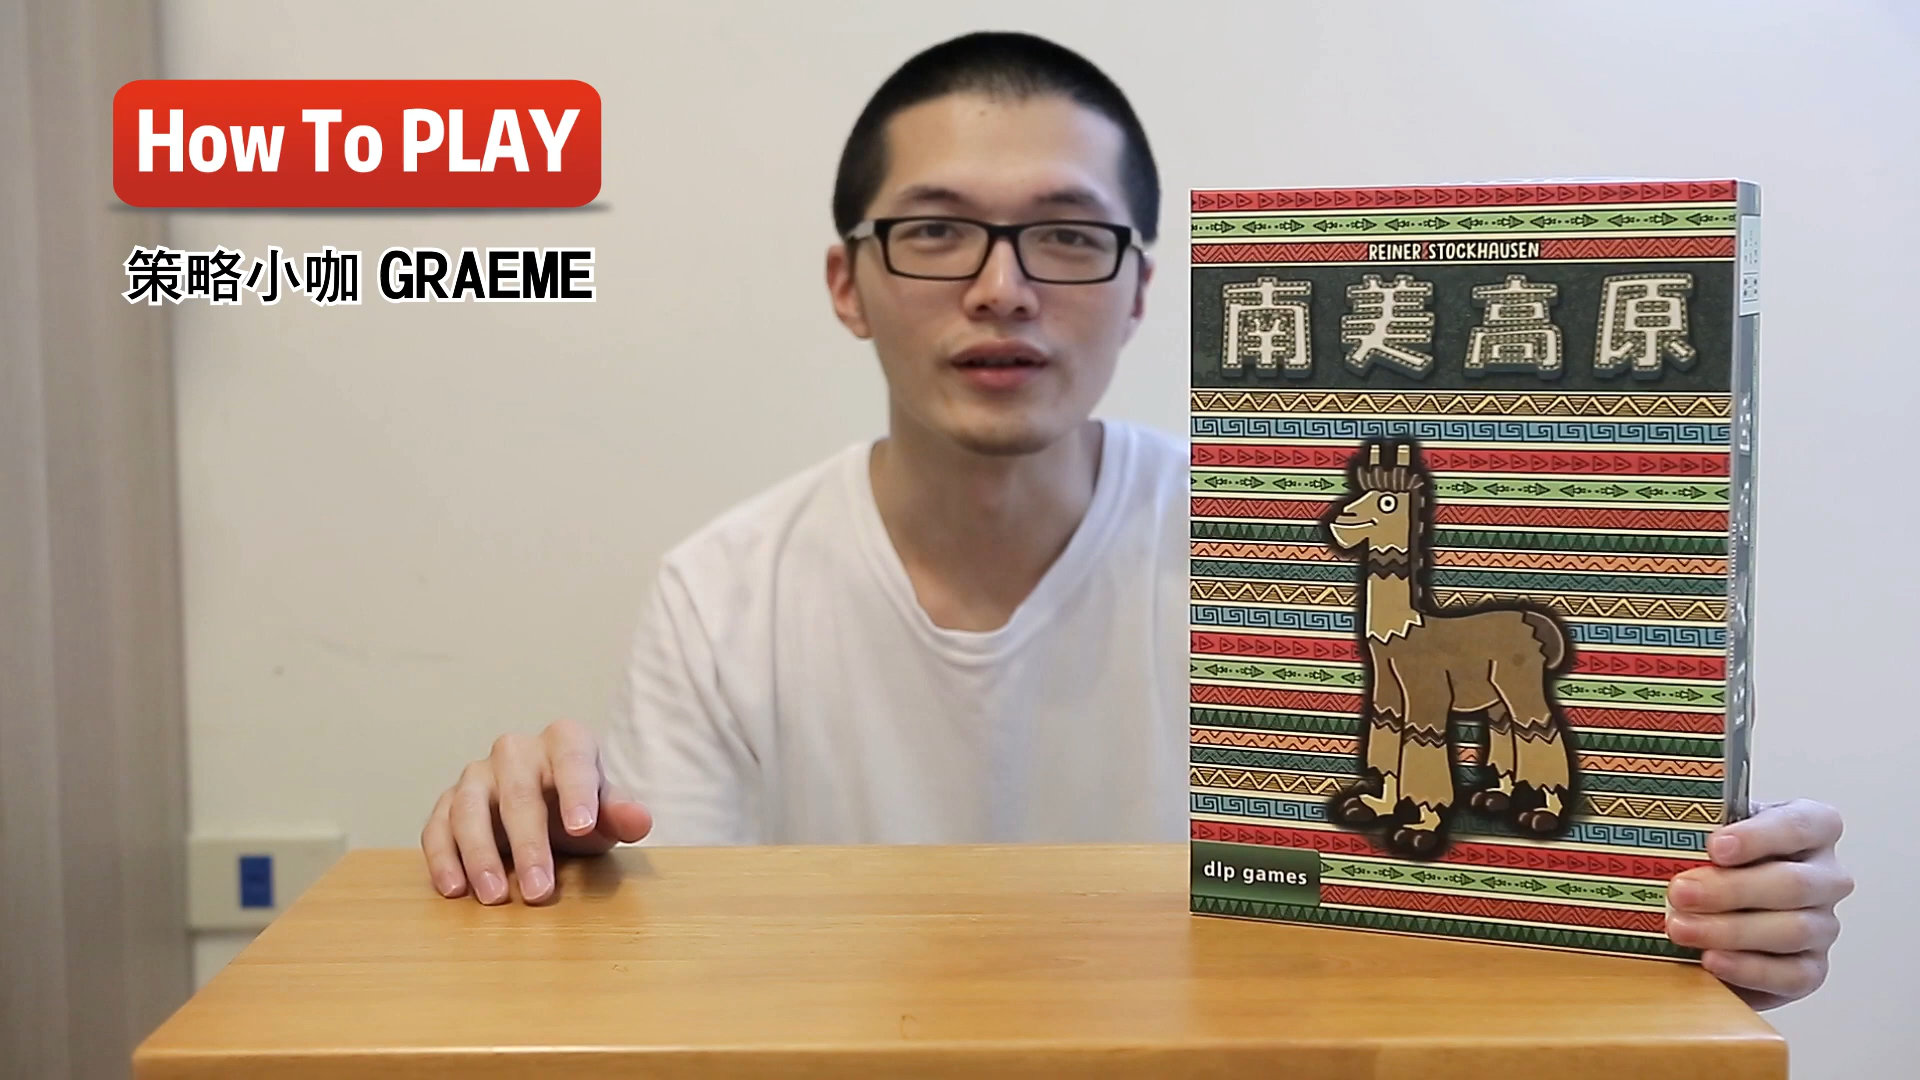 How To PLAY
策略小咖 GRAEME
REINER STOCKHAUSEN
南美高原
dlp games